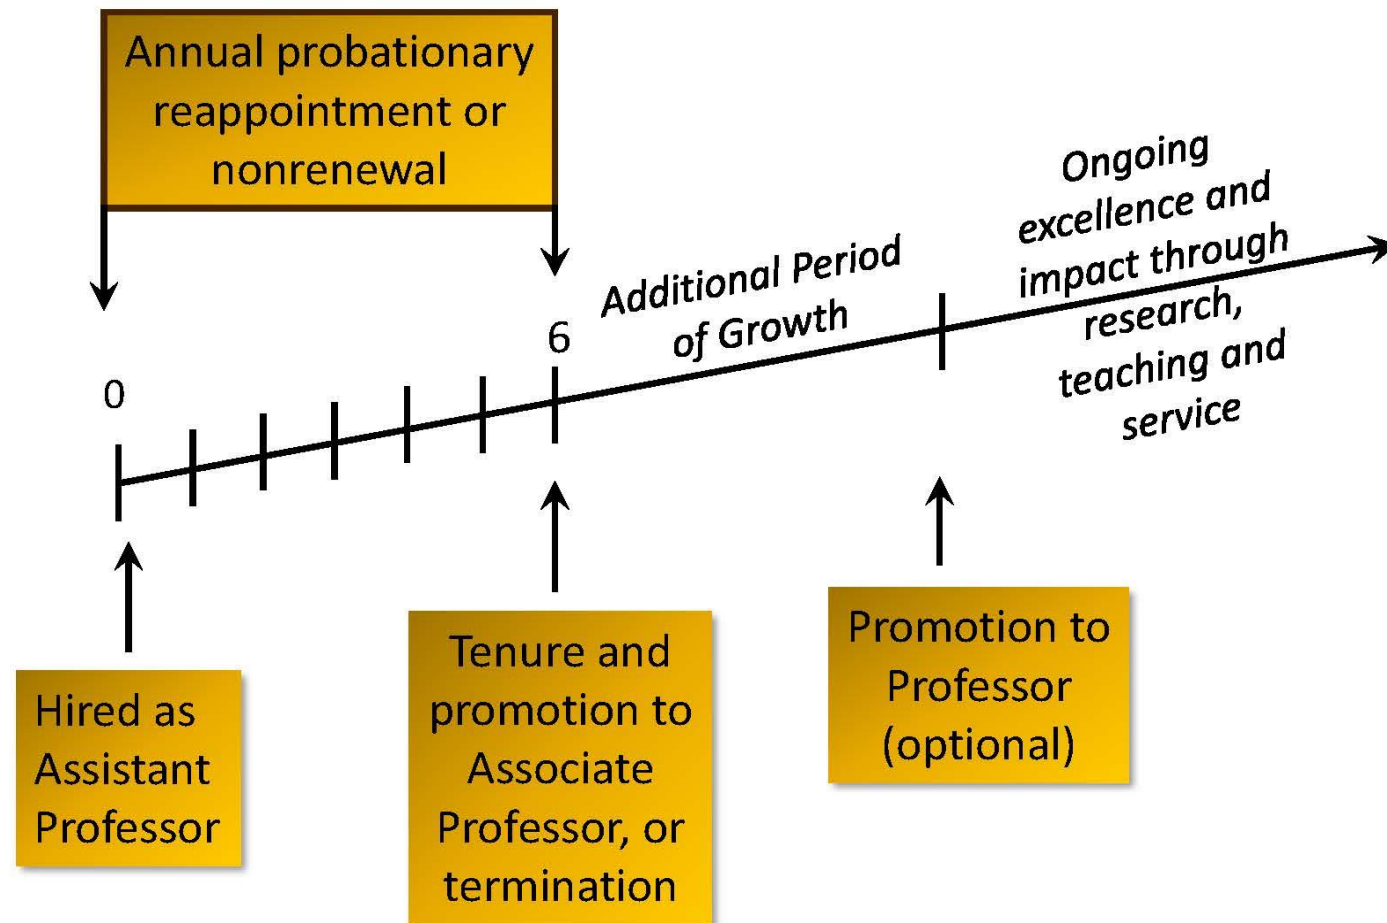 Annual probationary
reappointment or
nonrenewal
0
6
Additional Period
of Growth
Ongoing
excellence and
impact through
research,
teaching and
service
Hired as
Assistant
Professor
Tenure and
promotion to
Associate
Professor, or
termination
Promotion to
Professor
(optional)